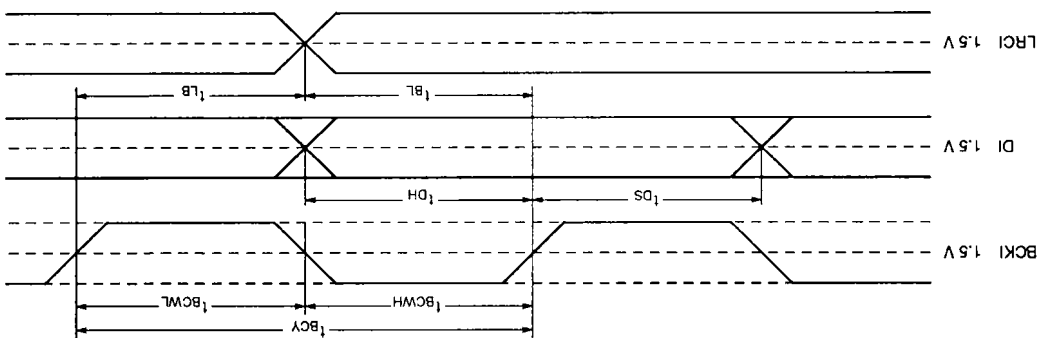 tBCY
tBCWH tBCWL
BCKI 1.5 V
tDS tDH
DI 1.5 V
tBL tLB
LRCI 1.5 V